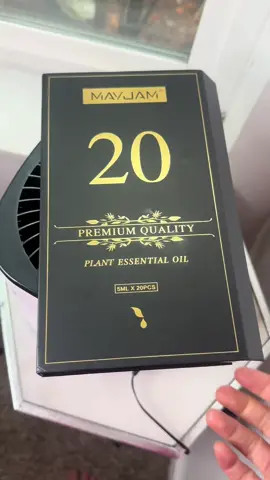 MAYJAM
20
PREMIUM QUALITY
PLANT ESSENTIAL OIL
5ML X 20PCS